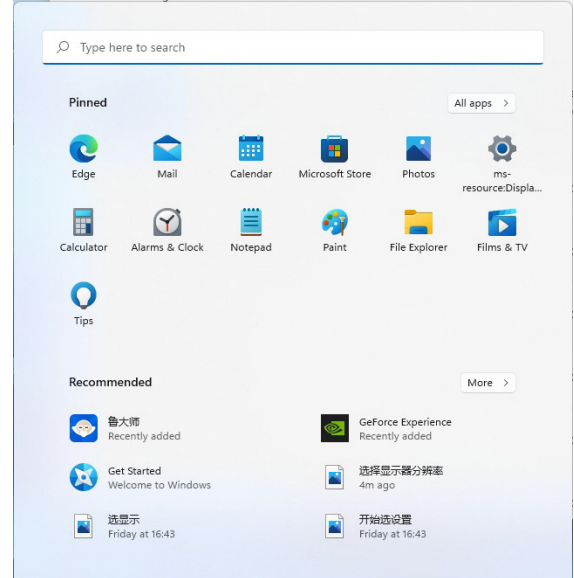 Type here to search
Pinned
All apps >
Edge
Mail
Calendar
Microsoft Store
Photos
ms-
resource:Displa...
Calculator
Alarms & Clock
Notepad
Paint
File Explorer
Films & TV
Tips
Recommended
More >
鲁大师
Recently added
GeForce Experience
Recently added
Get Started
Welcome to Windows
选择显示器分辨率
4m ago
选显示
Friday at 16:43
开始选设置
Friday at 16:43